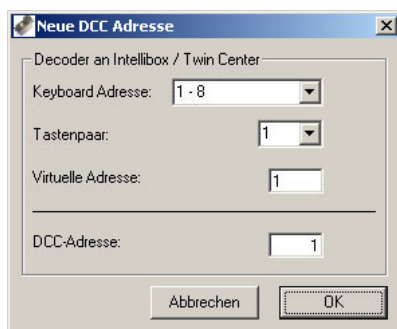 Neue DCC Adresse
Decoder an Intellibox / Twin Center
Keyboard Adresse: 1 - 8
Tastenpaar: 1
Virtuelle Adresse: 1
DCC-Adresse: 1
Abbrechen OK